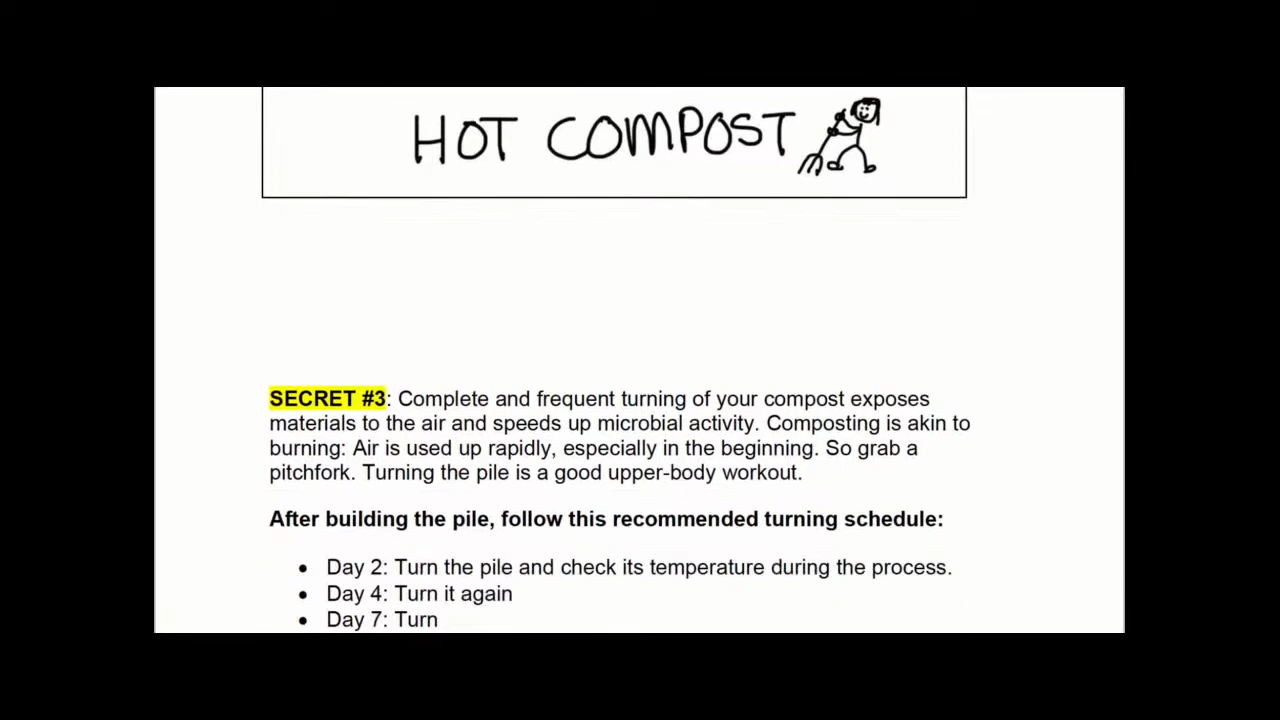 HOT COMPOST
SECRET #3: Complete and frequent turning of your compost exposes
materials to the air and speeds up microbial activity. Composting is akin to
burning: Air is used up rapidly, especially in the beginning. So grab a
pitchfork. Turning the pile is a good upper-body workout.
After building the pile, follow this recommended turning schedule:
• Day 2: Turn the pile and check its temperature during the process.
• Day 4: Turn it again
• Day 7: Turn